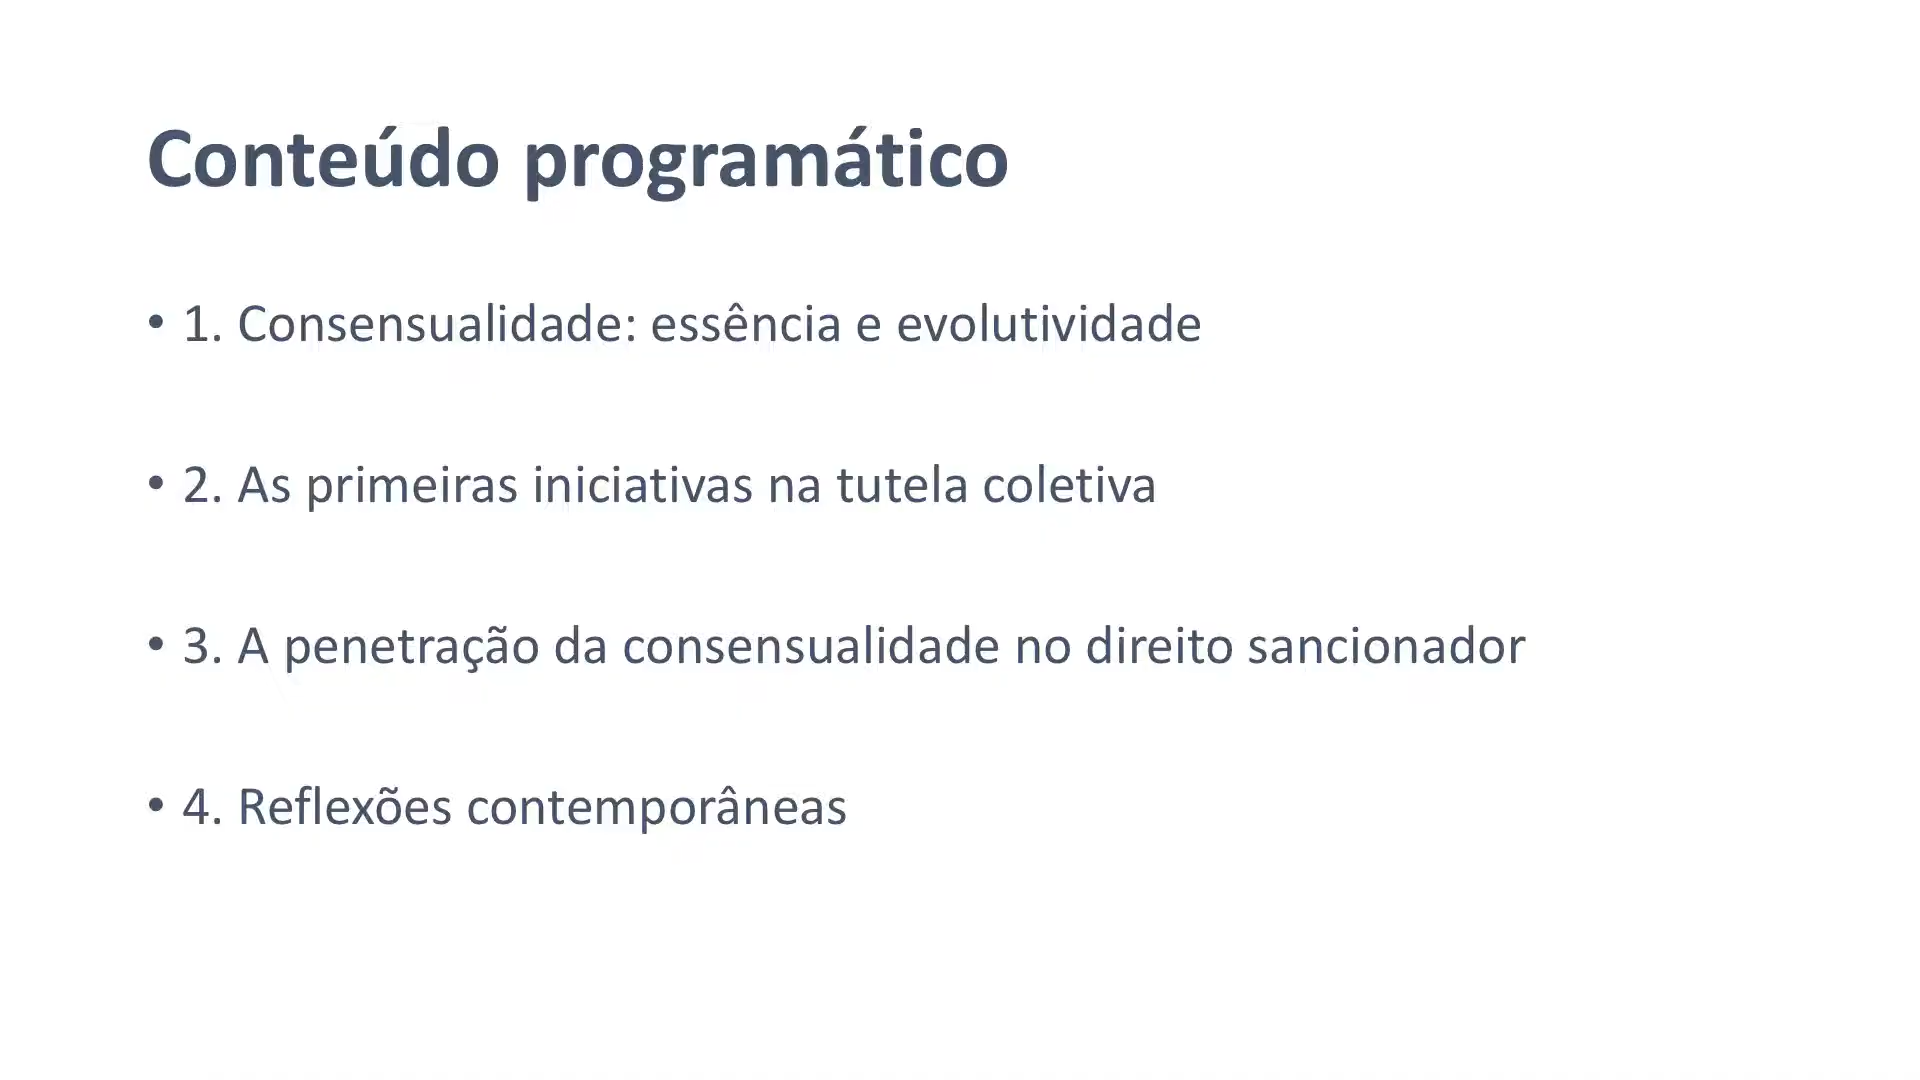 Conteúdo programático
• 1. Consensualidade: essência e evolutividade
• 2. As primeiras iniciativas na tutela coletiva
• 3. A penetração da consensualidade no direito sancionador
• 4. Reflexões contemporâneas